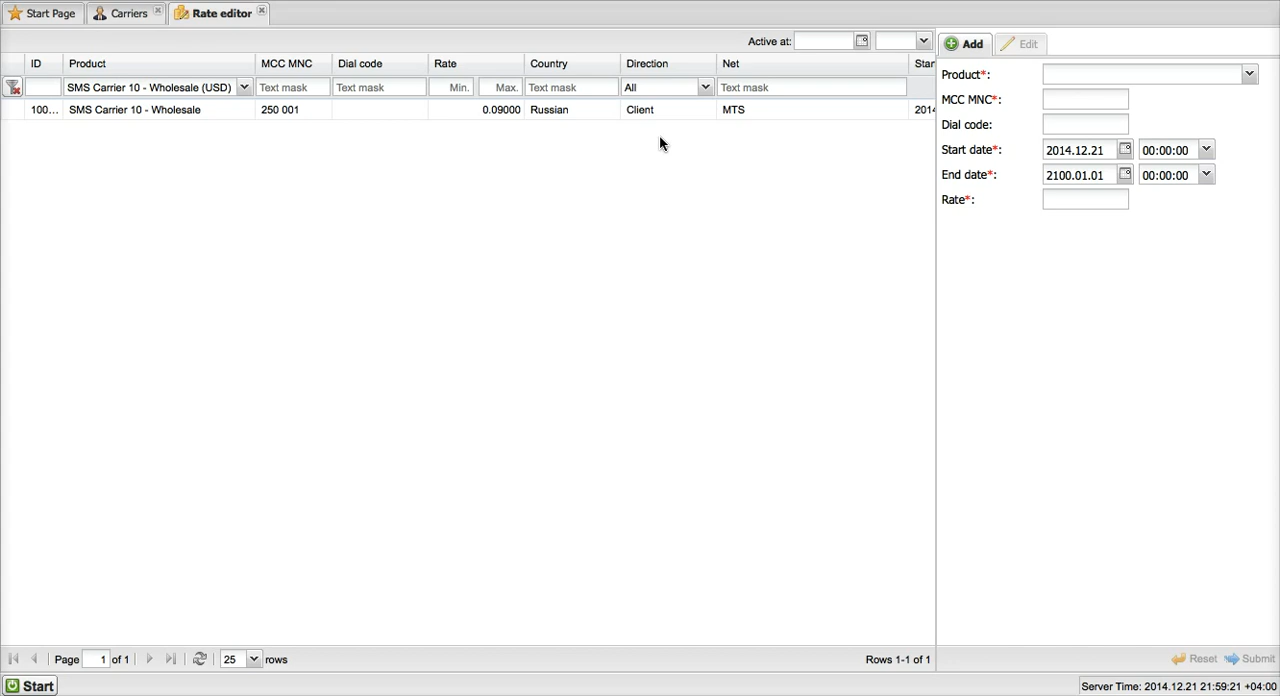 Start Page Carriers Rate editor
Active at:
Add Edit
ID Product MCC MNC Dial code Rate Country Direction Net Star
SMS Carrier 10 - Wholesale (USD) Text mask Text mask Min. Max. Text mask All Text mask
100... SMS Carrier 10 - Wholesale 250 001 0.09000 Russian Client MTS 2014
Product*:
MCC MNC*:
Dial code:
Start date*: 2014.12.21 00:00:00
End date*: 2100.01.01 00:00:00
Rate*:
Page 1 of 1 25 rows Rows 1-1 of 1
Reset Submit
Start
Server Time: 2014.12.21 21:59:21 +04:00